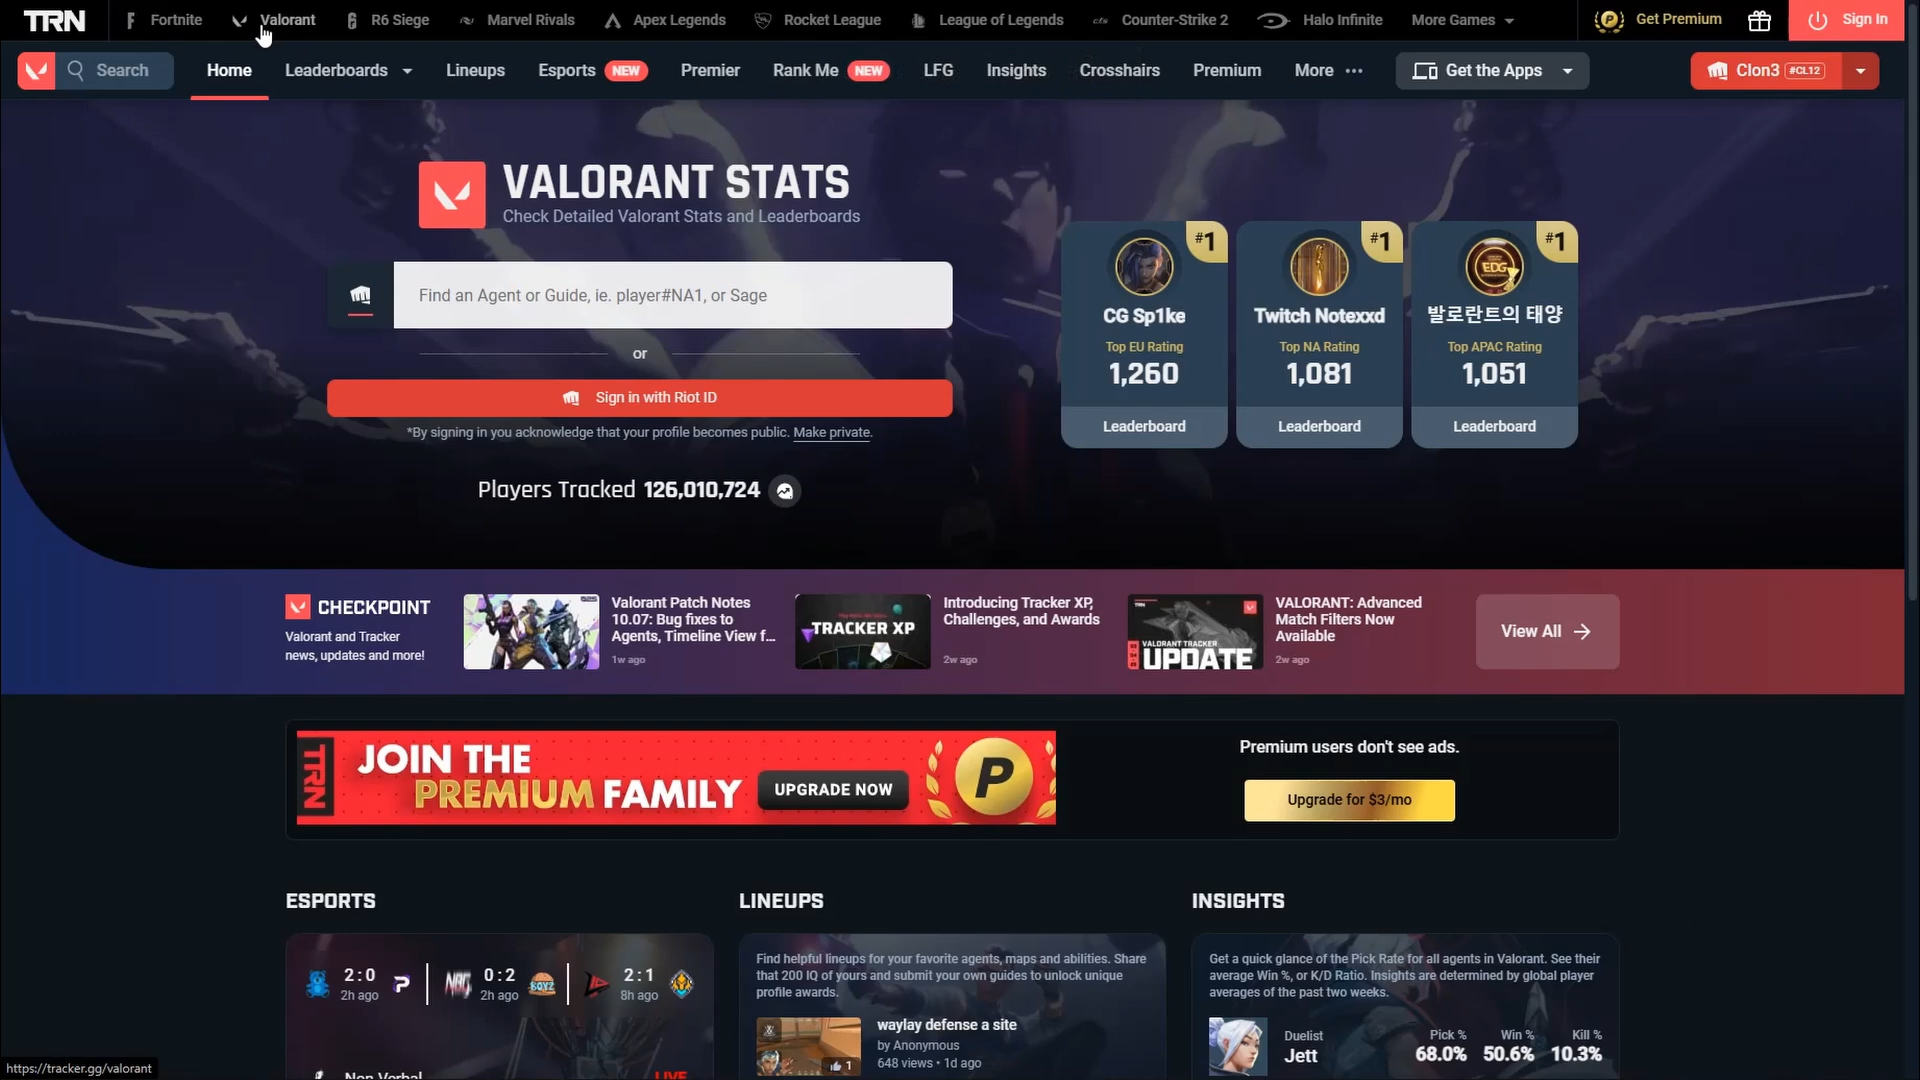 TRN
Fortnite
Valorant
R6 Siege
Marvel Rivals
Apex Legends
Rocket League
League of Legends
Counter-Strike 2
Halo Infinite
More Games
Get Premium
Sign In
Search
Home
Leaderboards
Lineups
Esports NEW
Premier
Rank Me NEW
LFG
Insights
Crosshairs
Premium
More
Get the Apps
Clon3 #CL12
VALORANT STATS
Check Detailed Valorant Stats and Leaderboards
Find an Agent or Guide, ie. player#NA1, or Sage
or
Sign in with Riot ID
*By signing in you acknowledge that your profile becomes public. Make private.
Players Tracked 126,010,724
#1
CG Sp1ke
Top EU Rating
1,260
Leaderboard
#1
Twitch Notexxd
Top NA Rating
1,081
Leaderboard
#1
EDG
발로란트의 태양
Top APAC Rating
1,051
Leaderboard
CHECKPOINT
Valorant and Tracker
news, updates and more!
Valorant Patch Notes
10.07: Bug fixes to
Agents, Timeline View f...
1w ago
TRACKER XP
Introducing Tracker XP,
Challenges, and Awards
2w ago
TRN
VALORANT TRACKER
UPDATE
VALORANT: Advanced
Match Filters Now
Available
2w ago
View All
TRN
JOIN THE
PREMIUM FAMILY
UPGRADE NOW
P
Premium users don't see ads.
Upgrade for $3/mo
ESPORTS
2:0
2h ago
NRG
0:2
2h ago
2:1
8h ago
Non Verbal
LIVE
LINEUPS
Find helpful lineups for your favorite agents, maps and abilities. Share
that 200 IQ of yours and submit your own guides to unlock unique
profile awards.
1
waylay defense a site
by Anonymous
648 views • 1d ago
INSIGHTS
Get a quick glance of the Pick Rate for all agents in Valorant. See their
average Win %, or K/D Ratio. Insights are determined by global player
averages of the past two weeks.
Duelist
Jett
Pick %
68.0%
Win %
50.6%
Kill %
10.3%
https://tracker.gg/valorant